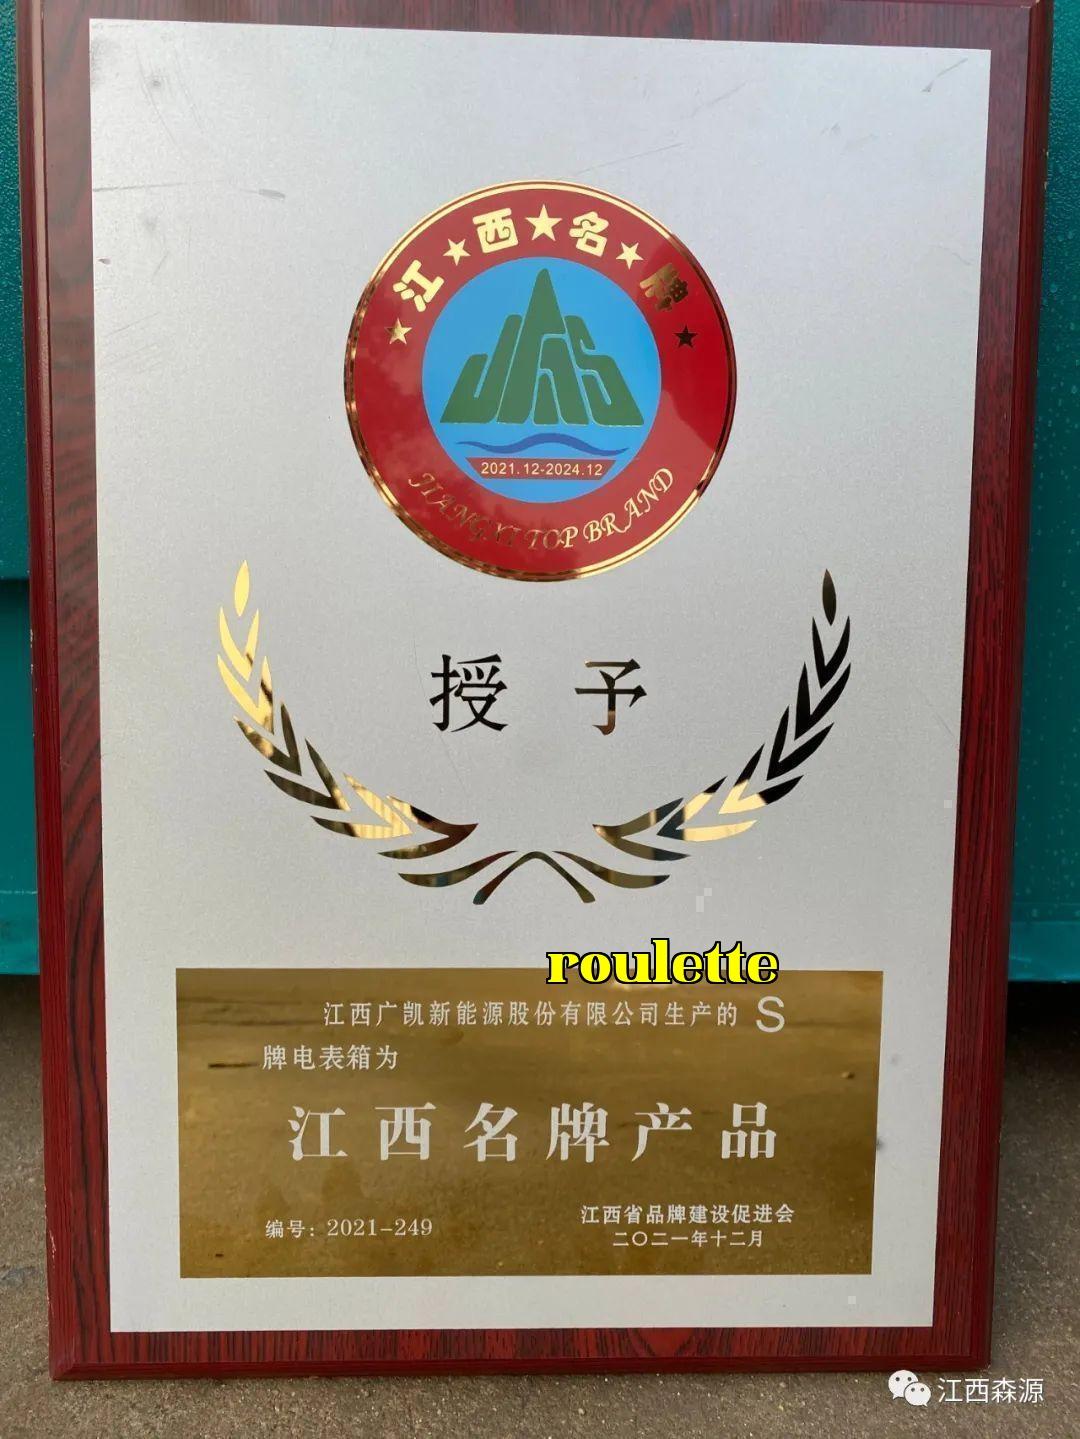 江西名牌
JMPS
2021.12-2024.12
JIANGXI TOP BRAND
授予
roulette
江西广凯新能源股份有限公司生产的 S
牌电表箱为
江西名牌产品
编号：2021-249
江西省品牌建设促进会
二〇二一年十二月
江西森源